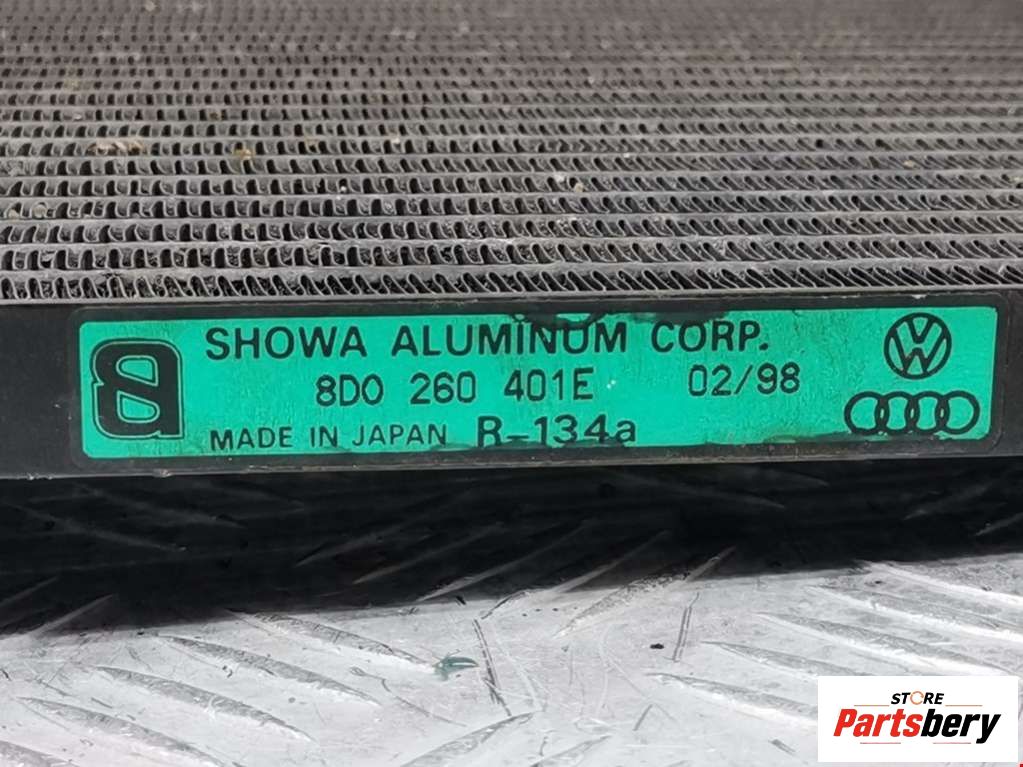 SHOWA ALUMINUM CORP.
8D0 260 401E 02/98
MADE IN JAPAN R-134a
STORE
Partsbery